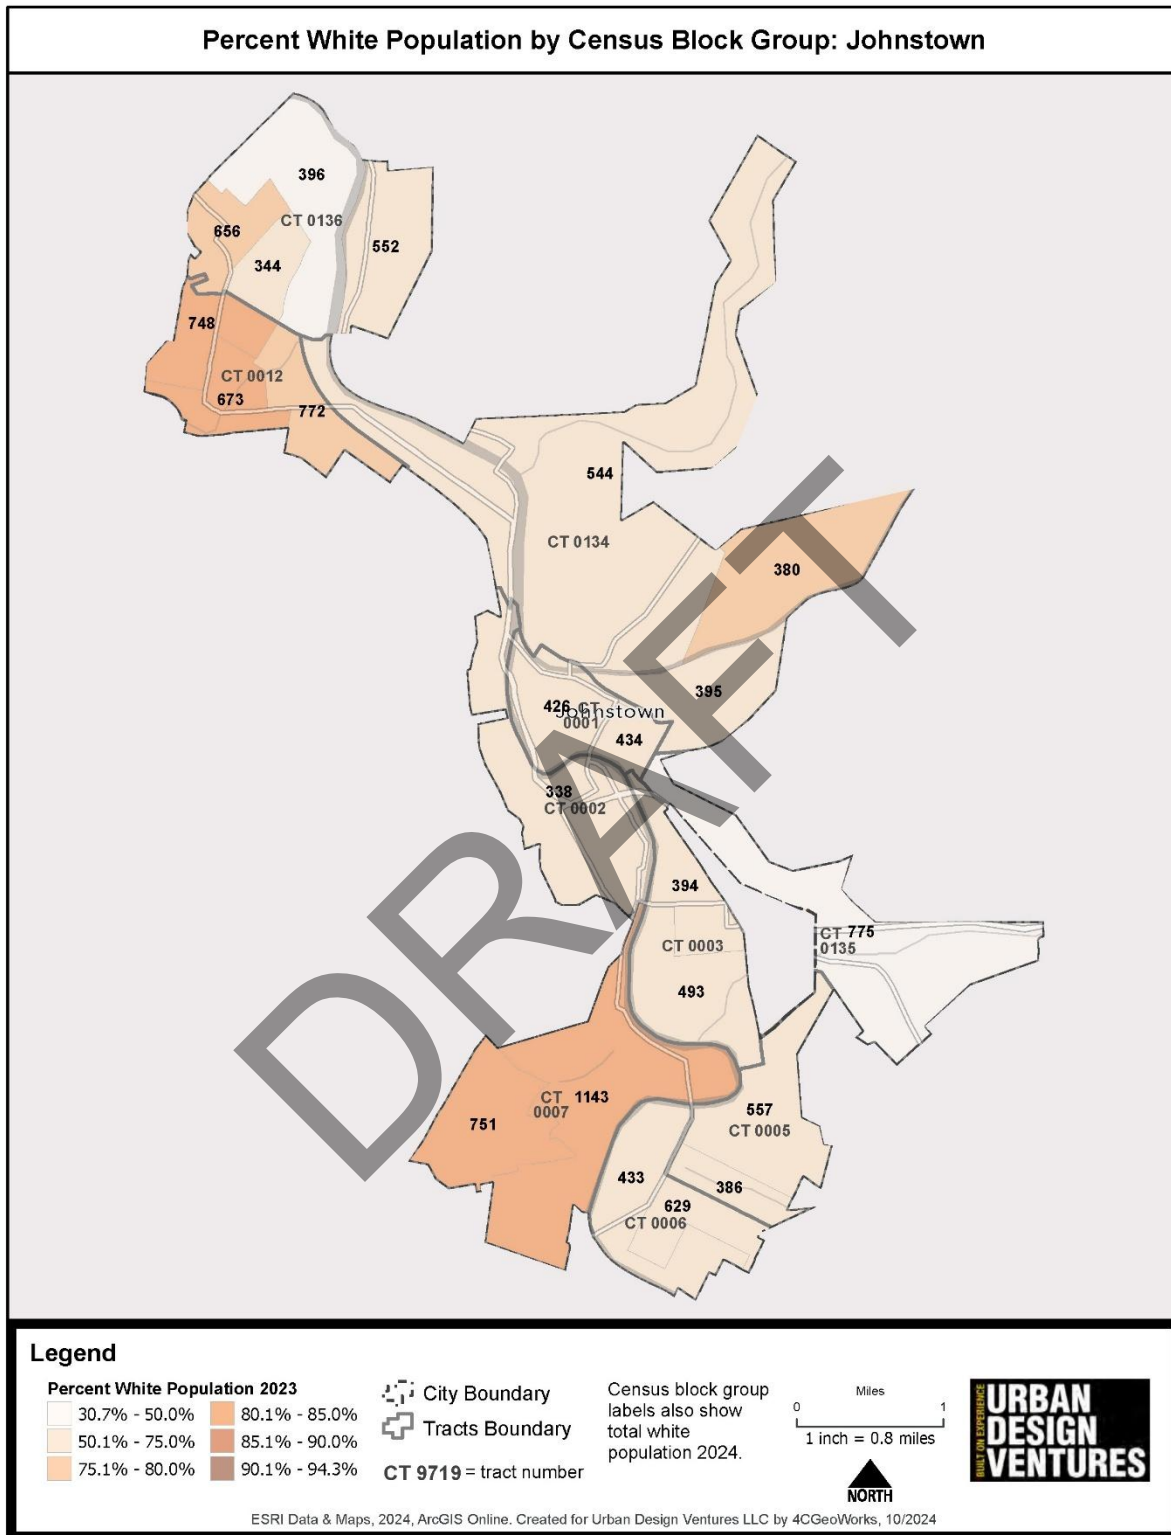 Percent White Population by Census Block Group: Johnstown
396
CT 0136
656
552
344
748
CT 0012
673
772
544
CT 0134
380
395
426 CT
Johnstown
0001
434
338
CT 0002
394
CT 775
0135
CT 0003
493
CT 1143
0007
751
557
CT 0005
433
386
629
CT 0006
DRAFT
Legend
Percent White Population 2023
30.7% - 50.0%
50.1% - 75.0%
75.1% - 80.0%
80.1% - 85.0%
85.1% - 90.0%
90.1% - 94.3%
City Boundary
Tracts Boundary
CT 9719 = tract number
Census block group
labels also show
total white
population 2024.
Miles
0 1
1 inch = 0.8 miles
NORTH
BUILT ON EXPERIENCE
URBAN
DESIGN
VENTURES
ESRI Data & Maps, 2024, ArcGIS Online. Created for Urban Design Ventures LLC by 4CGeoWorks, 10/2024